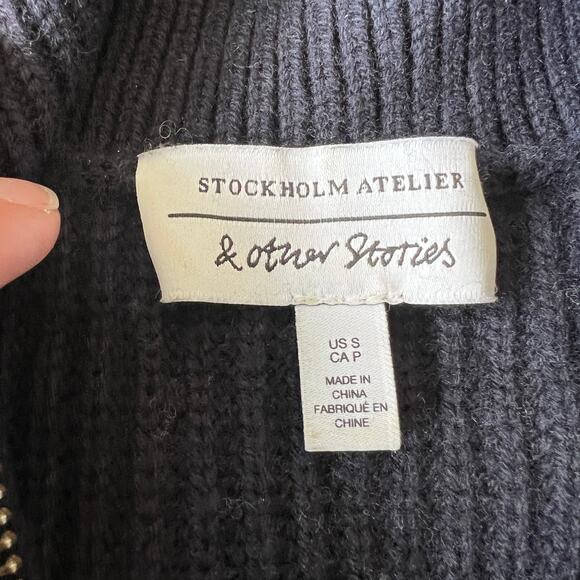 STOCKHOLM ATELIER
& other Stories
US S
CA P
MADE IN
CHINA
FABRIQUÉ EN
CHINE